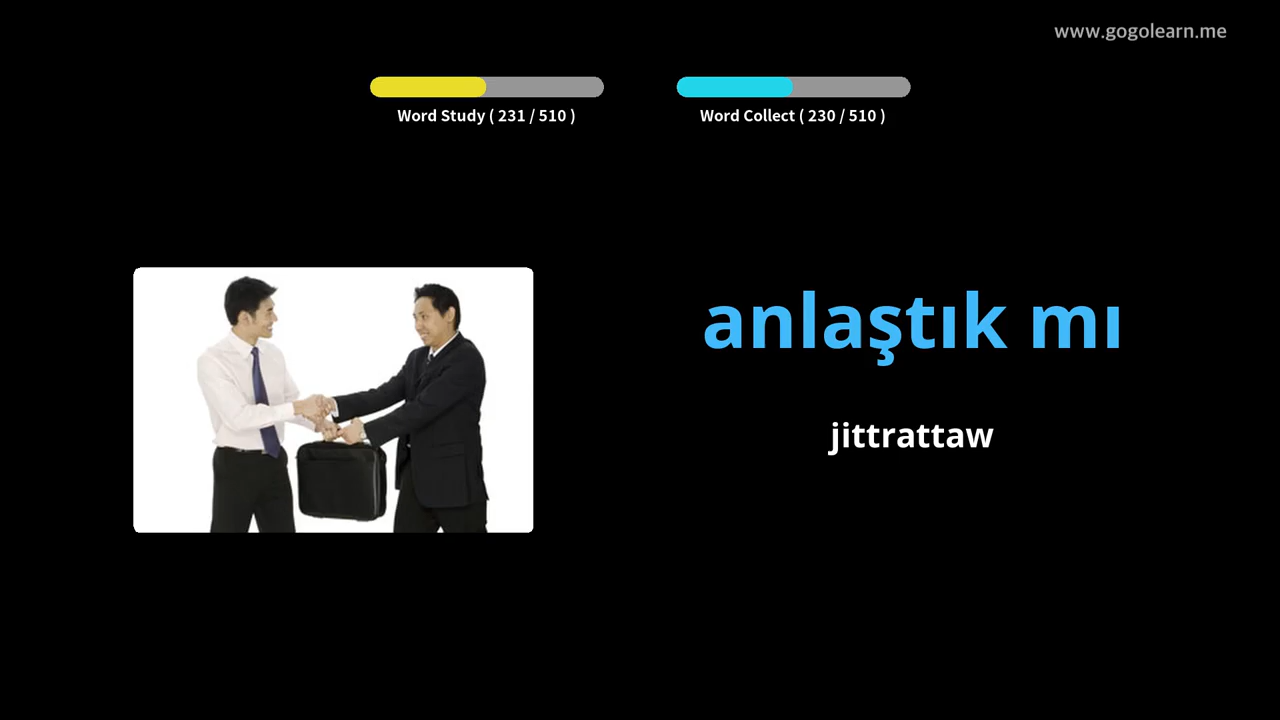 www.gogolearn.me
Word Study ( 231 / 510 )
Word Collect ( 230 / 510 )
anlaştık mı
jittrattaw